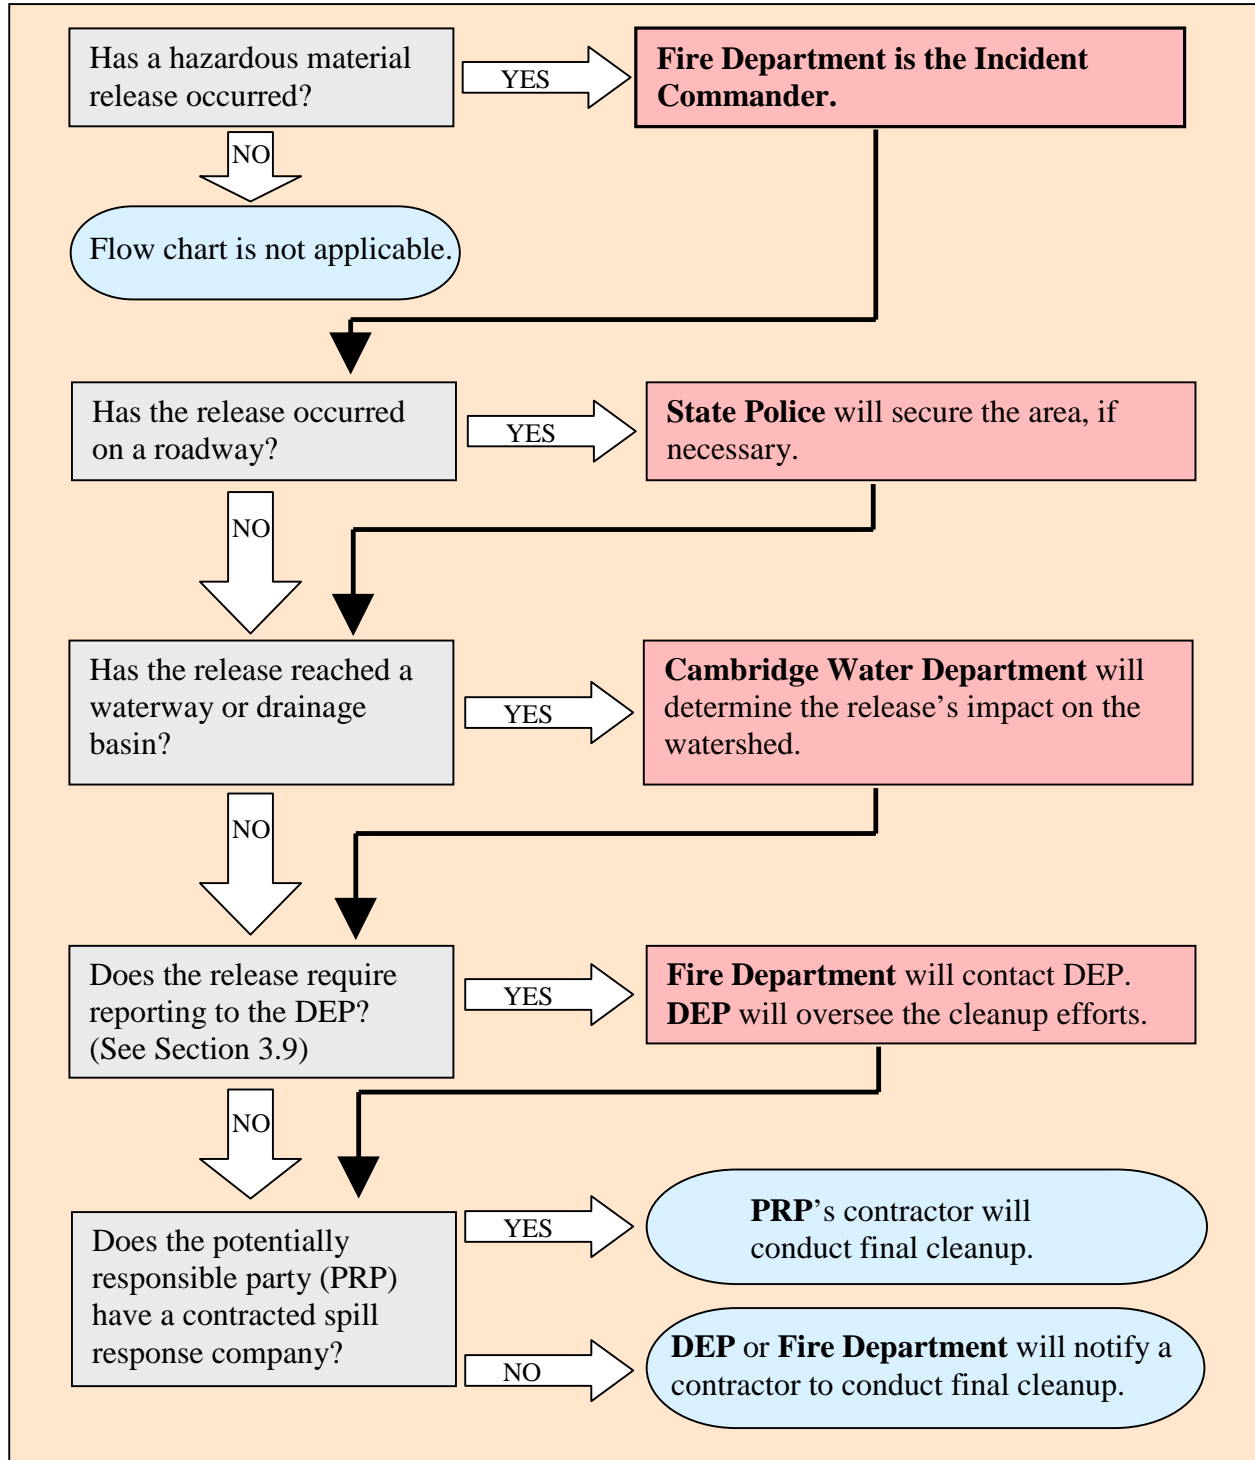 Has a hazardous material
release occurred?
YES
Fire Department is the Incident
Commander.
NO
Flow chart is not applicable.
Has the release occurred
on a roadway?
YES
State Police will secure the area, if
necessary.
NO
Has the release reached a
waterway or drainage
basin?
YES
Cambridge Water Department will
determine the release’s impact on the
watershed.
NO
Does the release require
reporting to the DEP?
(See Section 3.9)
YES
Fire Department will contact DEP.
DEP will oversee the cleanup efforts.
NO
Does the potentially
responsible party (PRP)
have a contracted spill
response company?
YES
PRP’s contractor will
conduct final cleanup.
NO
DEP or Fire Department will notify a
contractor to conduct final cleanup.